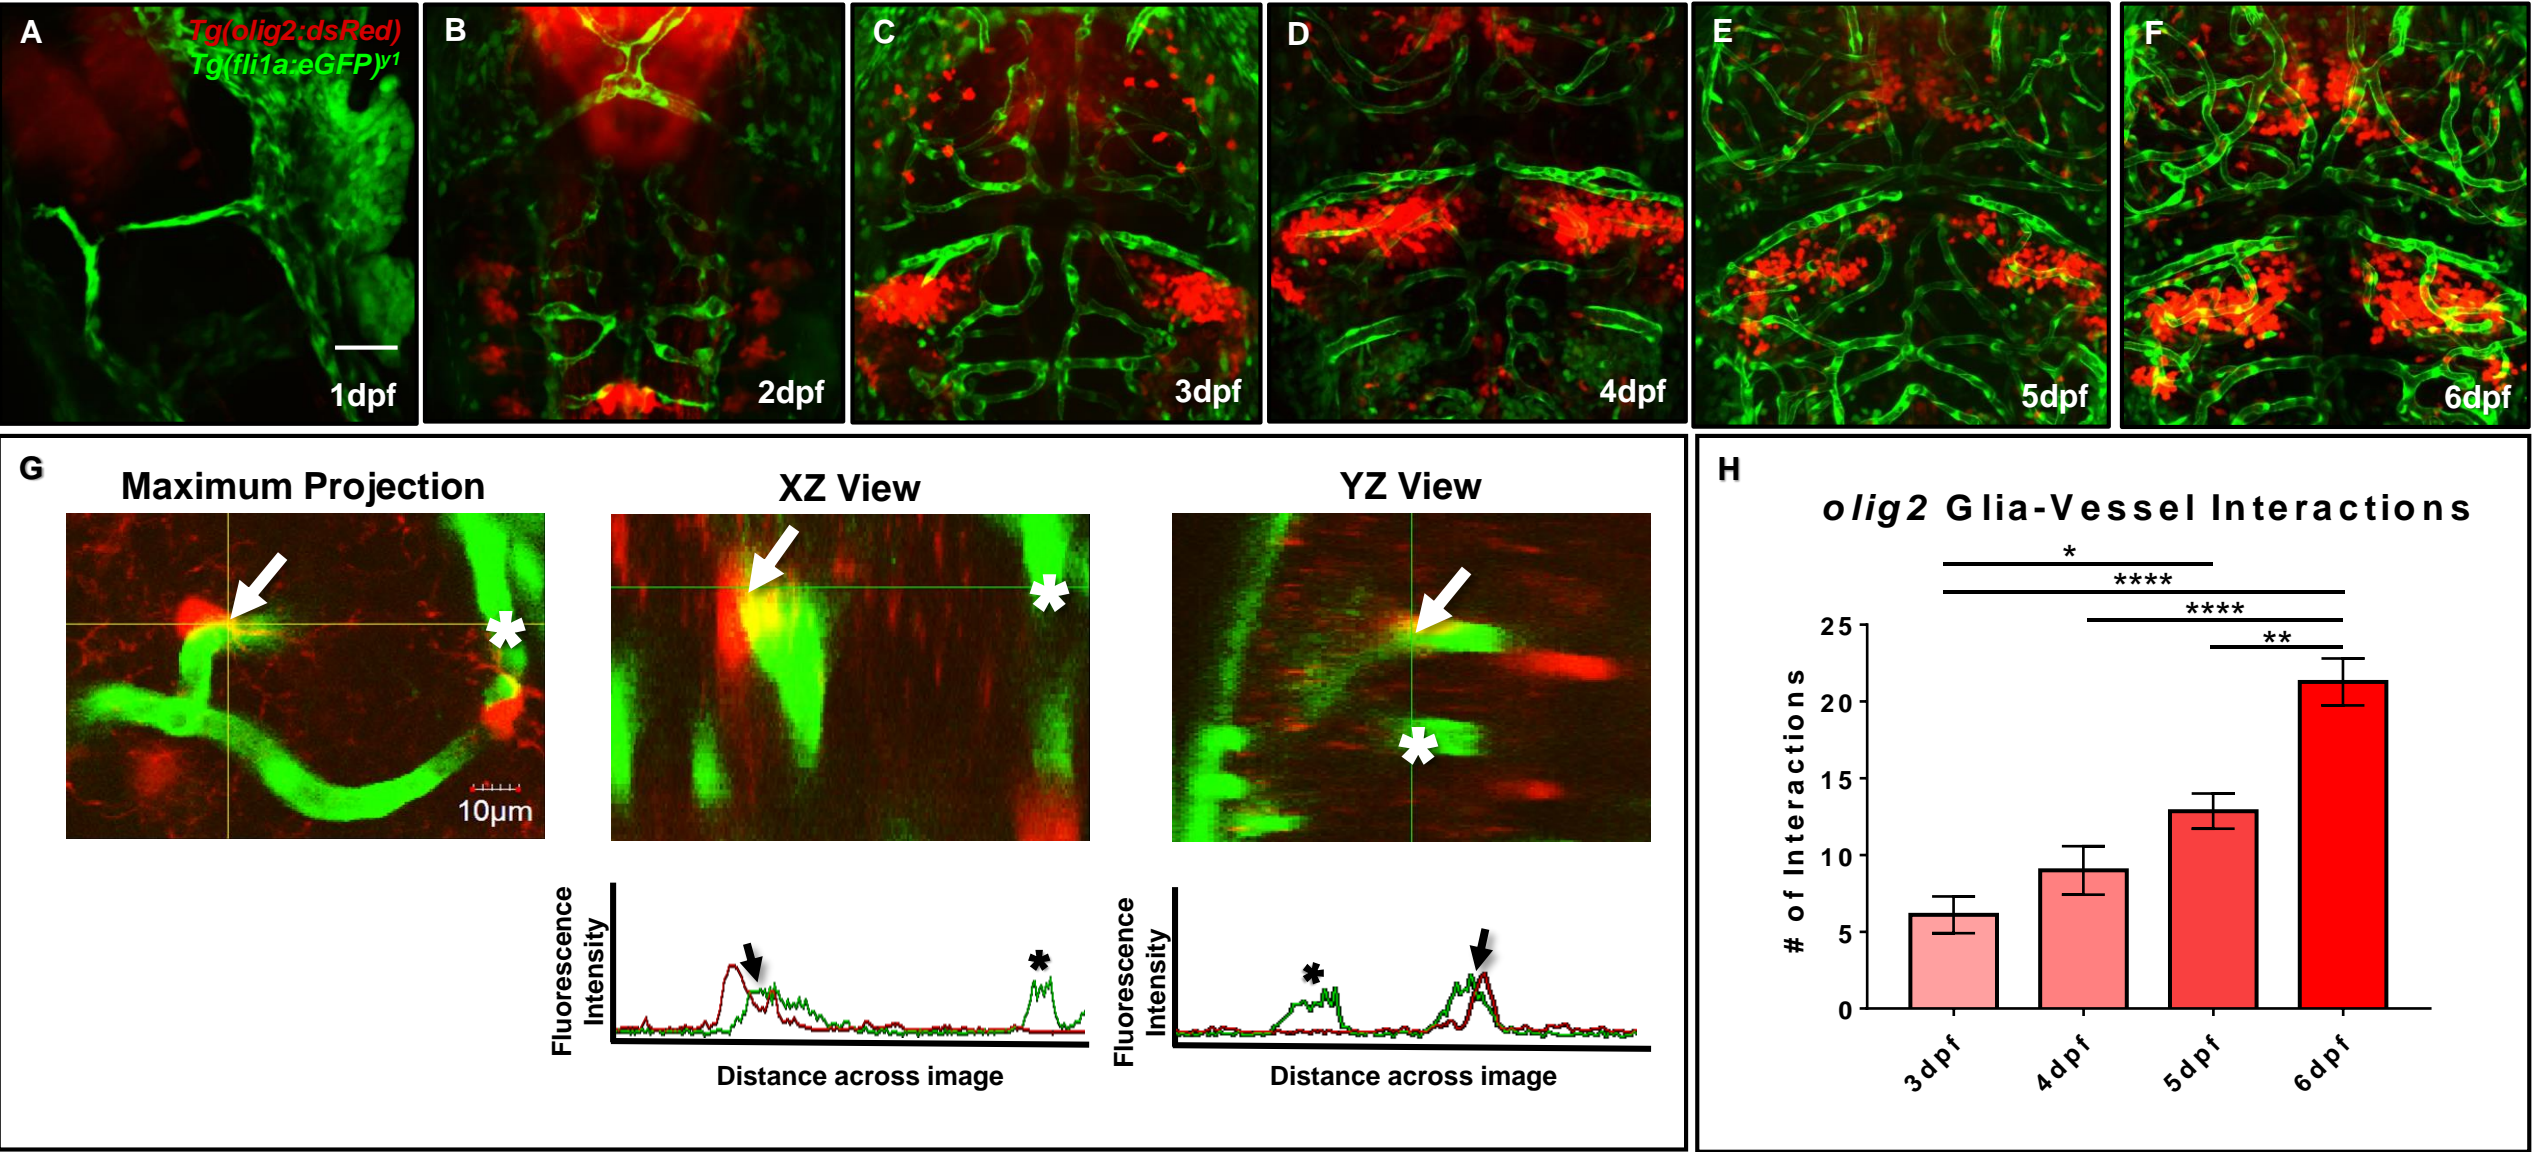 A
Tg(olig2:dsRed)
Tg(fli1a:eGFP)y1
1dpf
B
2dpf
C
3dpf
D
4dpf
E
5dpf
F
6dpf
G
Maximum Projection
XZ View
YZ View
*
*
*
10µm
Fluorescence
Intensity
*
Distance across image
Fluorescence
Intensity
*
Distance across image
H
olig2 Glia-Vessel Interactions
*
****
****
**
# of Interactions
25
20
15
10
5
0
3dpf
4dpf
5dpf
6dpf